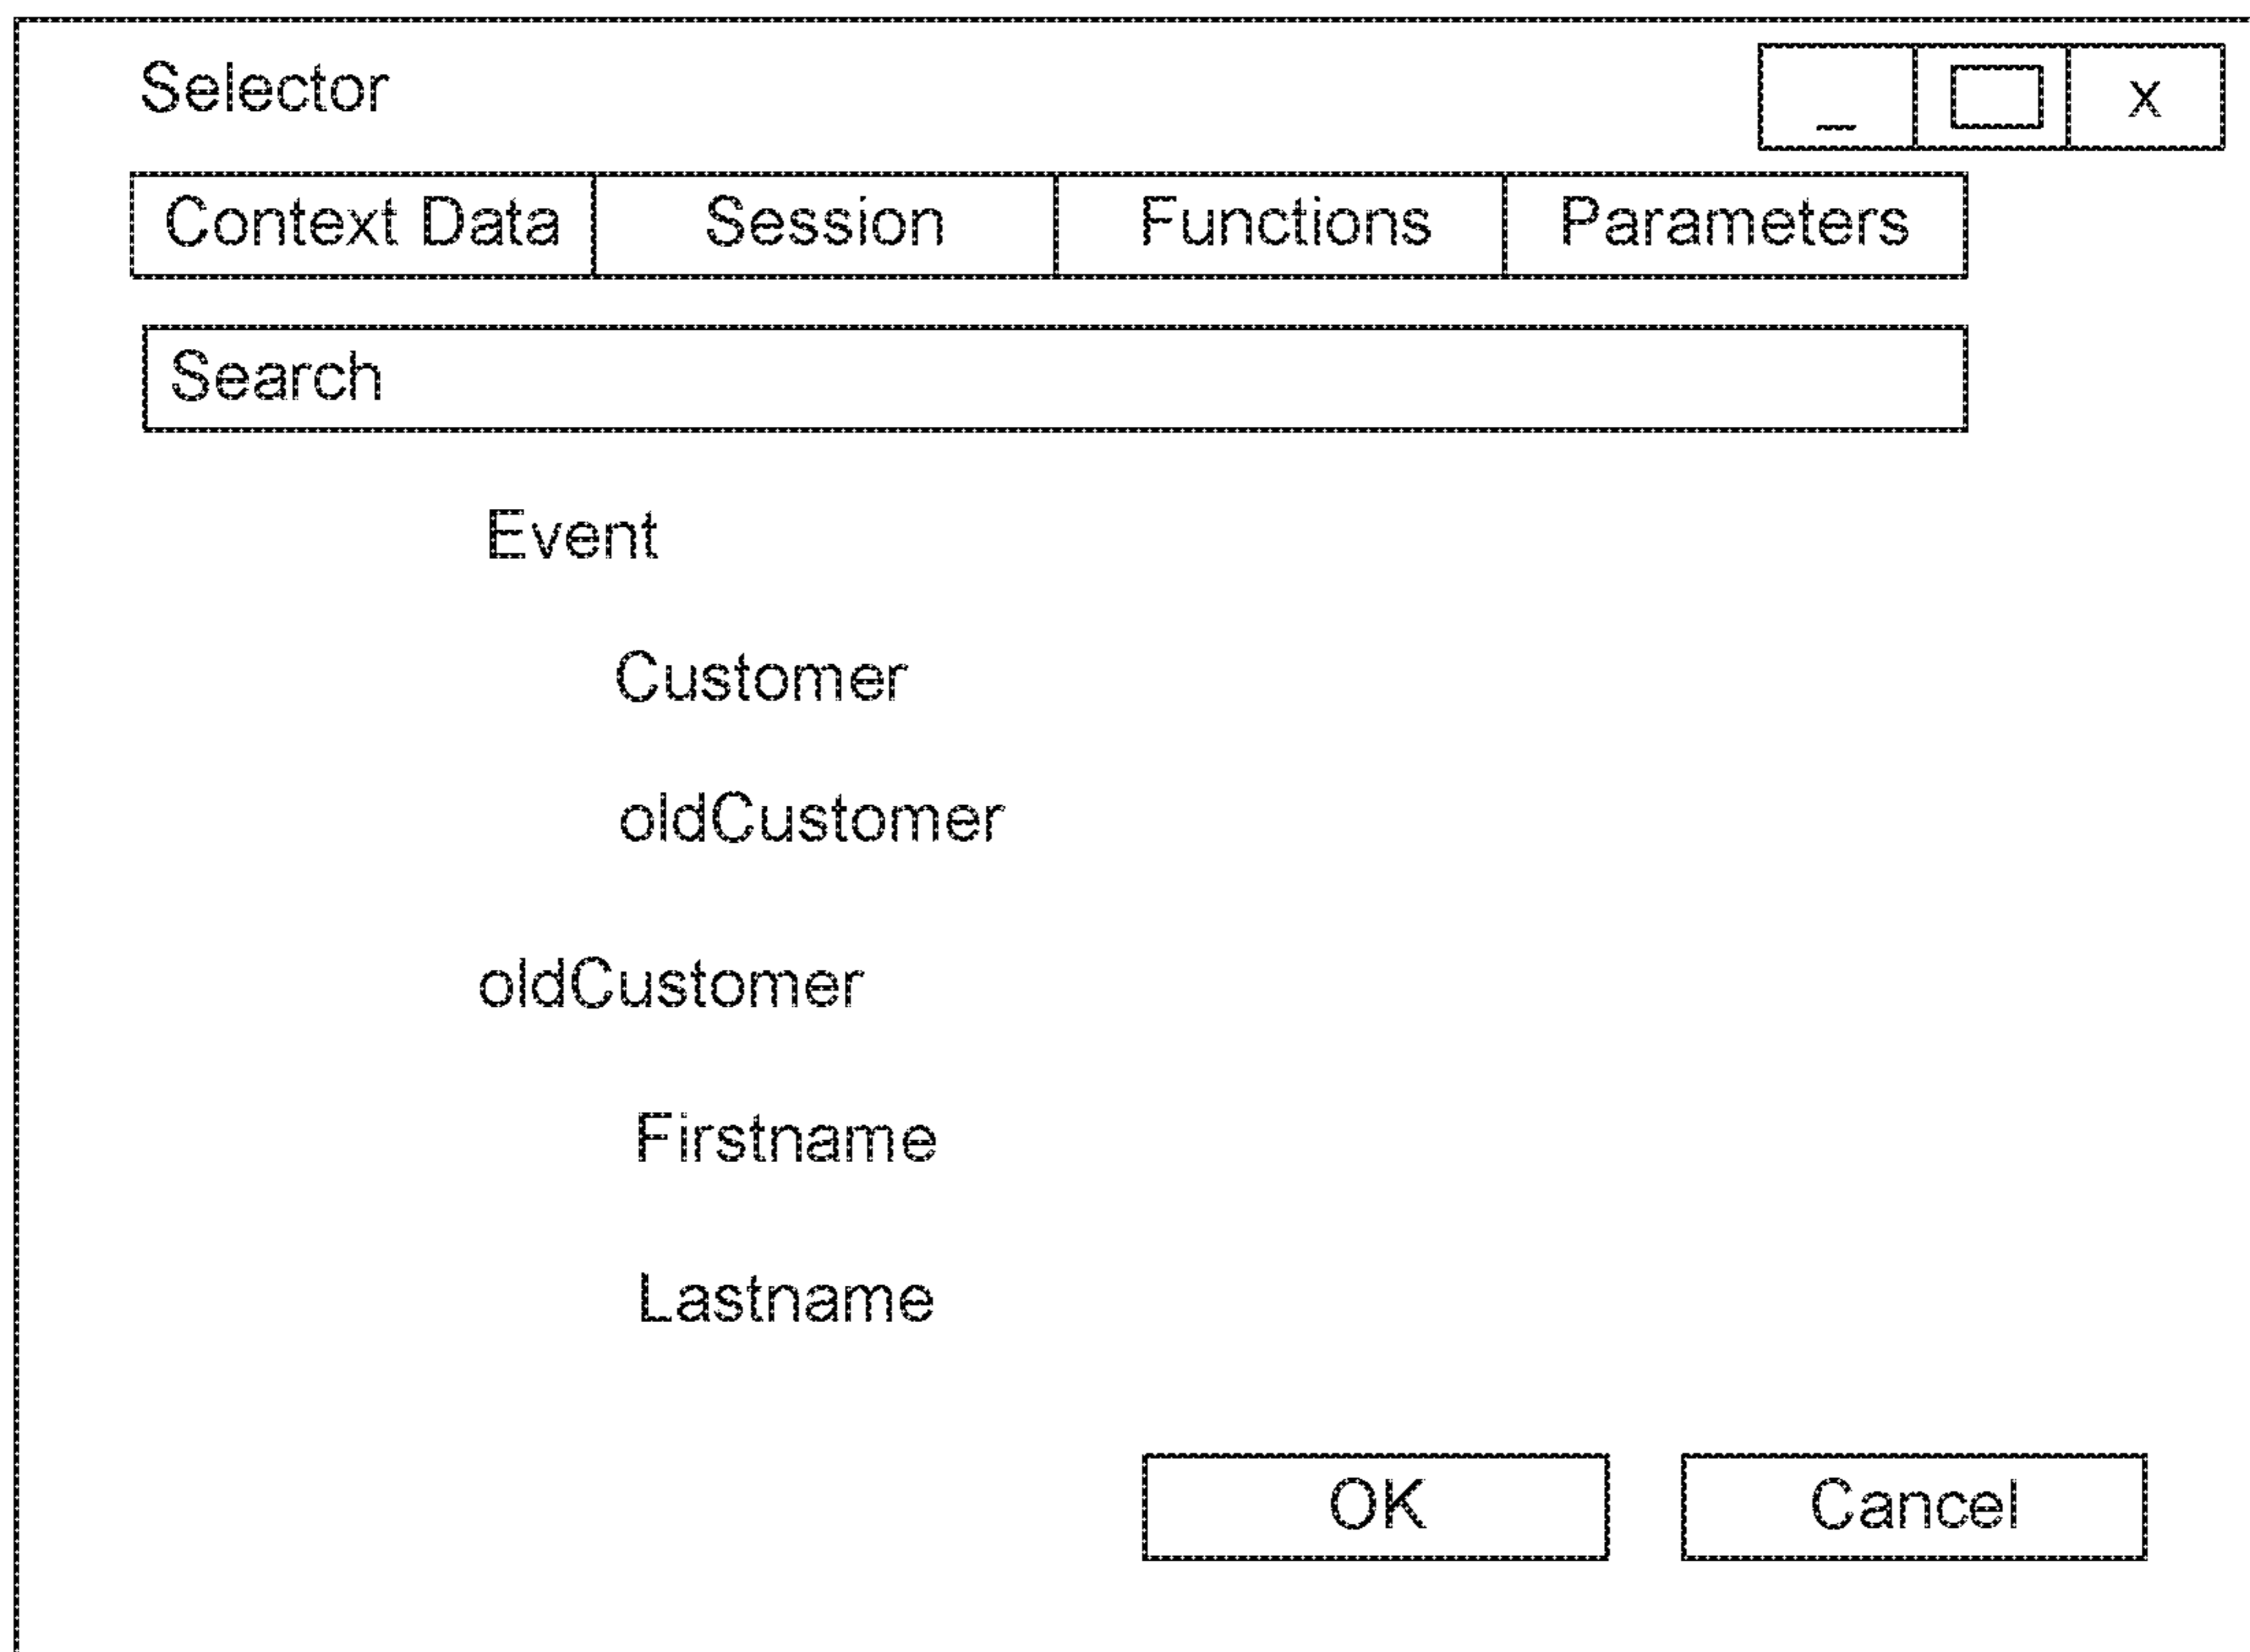 Selector _ x
Context Data Session Functions Parameters
Search
Event
Customer
oldCustomer
oldCustomer
Firstname
Lastname
OK Cancel